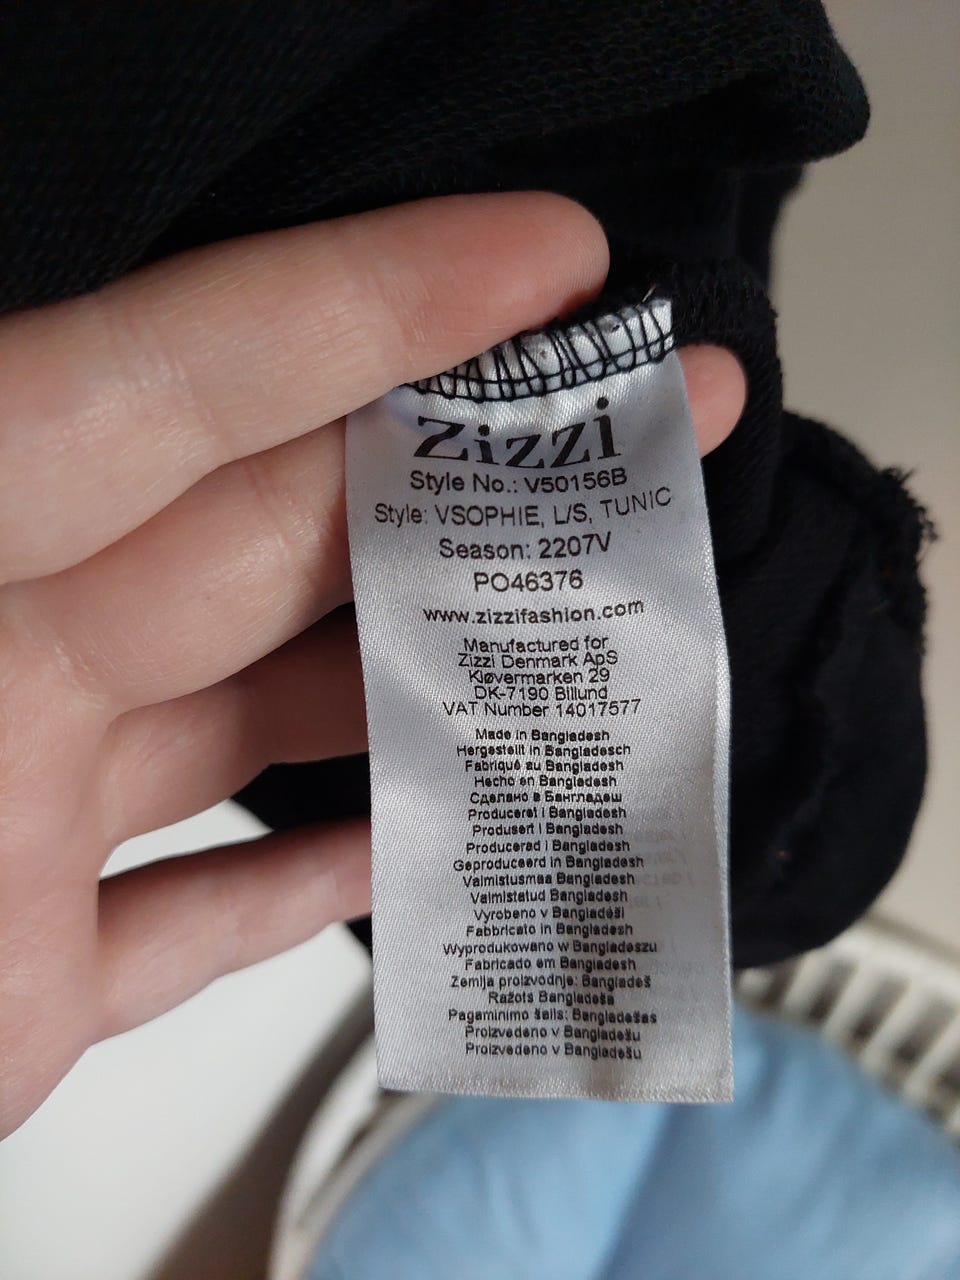 Zizzi
Style No.: V50156B
Style: VSOPHIE, L/S, TUNIC
Season: 2207V
PO46376
www.zizzifashion.com
Manufactured for
Zizzi Denmark ApS
Kløvermarken 29
DK-7190 Billund
VAT Number 14017577
Made in Bangladesh
Hergestellt in Bangladesch
Fabriqué au Bangladesh
Hecho en Bangladesh
Сделано в Бангладеш
Produceret i Bangladesh
Produsert i Bangladesh
Producerad i Bangladesh
Geproduceerd in Bangladesh
Valmistusmaa Bangladesh
Valmistatud Bangladesh
Vyrobeno v Bangladéši
Fabbricato in Bangladesh
Wyprodukowano w Bangladeszu
Fabricado em Bangladesh
Zemlja proizvodnje: Bangladeš
Ražots Bangladeša
Pagaminimo šalis: Bangladešas
Proizvedeno v Bangladešu
Proizvedeno v Bangladešu